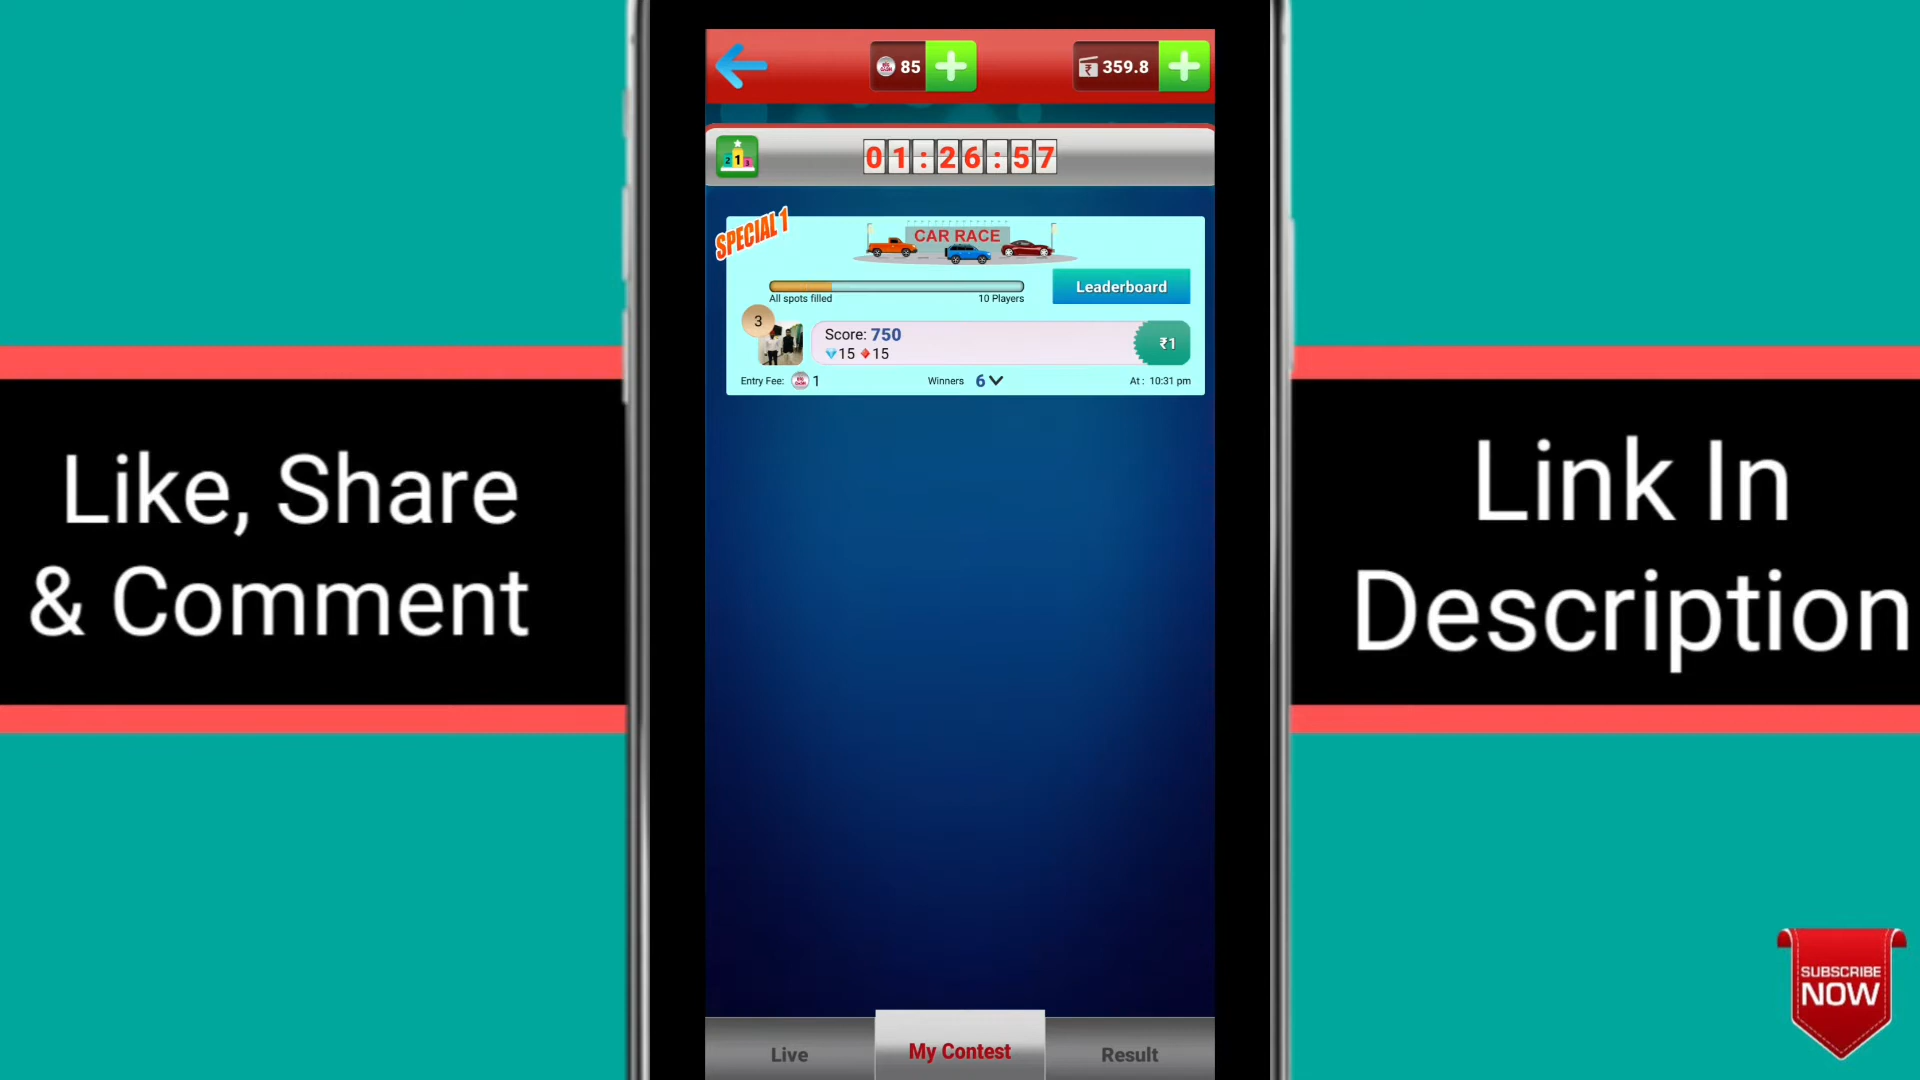 85
359.8
01:26:57
SPECIAL 1
CAR RACE
All spots filled
10 Players
Leaderboard
3
Score: 750
15 15
₹1
Entry Fee: 1
Winners 6
At : 10:31 pm
Like, Share
& Comment
Link In
Description
SUBSCRIBE
NOW
Live
My Contest
Result